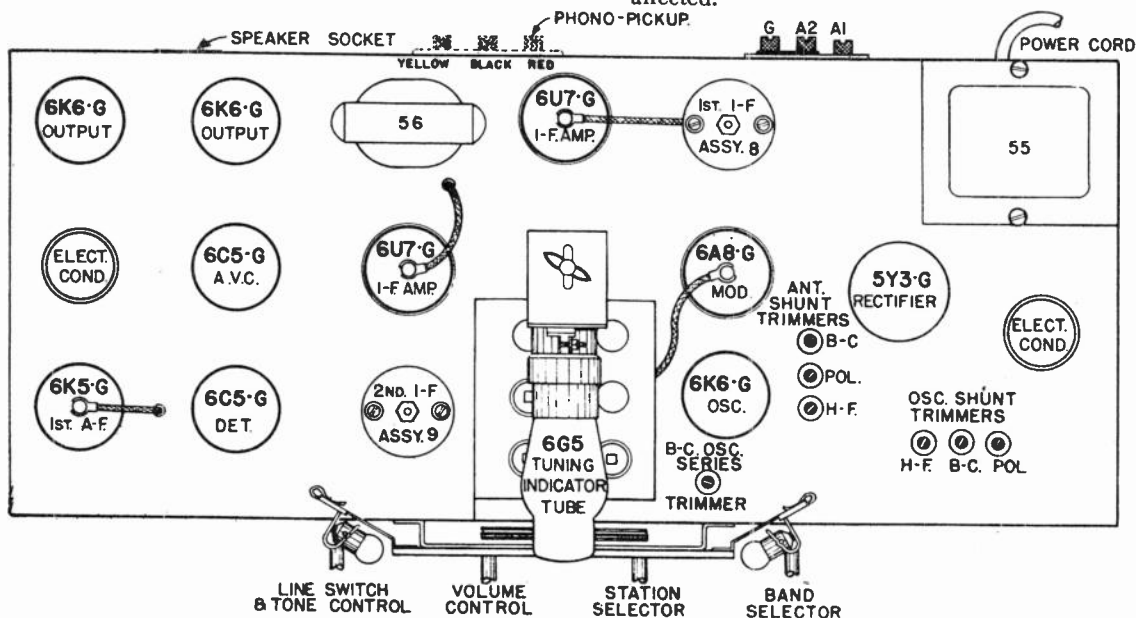 affected.
PHONO-PICKUP.
SPEAKER SOCKET
G A2 A1
POWER CORD
YELLOW BLACK RED
6K6·G
OUTPUT
6K6·G
OUTPUT
56
6U7·G
I-F. AMP.
1ST. I-F
ASSY. 8
55
ELECT.
COND.
6C5·G
A.V.C.
6U7·G
I-F AMP.
6A8·G
MOD.
5Y3·G
RECTIFIER
ELECT.
COND.
ANT.
SHUNT
TRIMMERS
B-C
POL.
H-F.
6K5·G
1ST. A-F.
6C5·G
DET.
2ND. I-F
ASSY. 9
6G5
TUNING
INDICATOR
TUBE
6K6·G
OSC.
B-C. OSC.
SERIES
TRIMMER
OSC. SHUNT
TRIMMERS
H-F. B-C. POL
LINE SWITCH
& TONE CONTROL
VOLUME
CONTROL
STATION
SELECTOR
BAND
SELECTOR